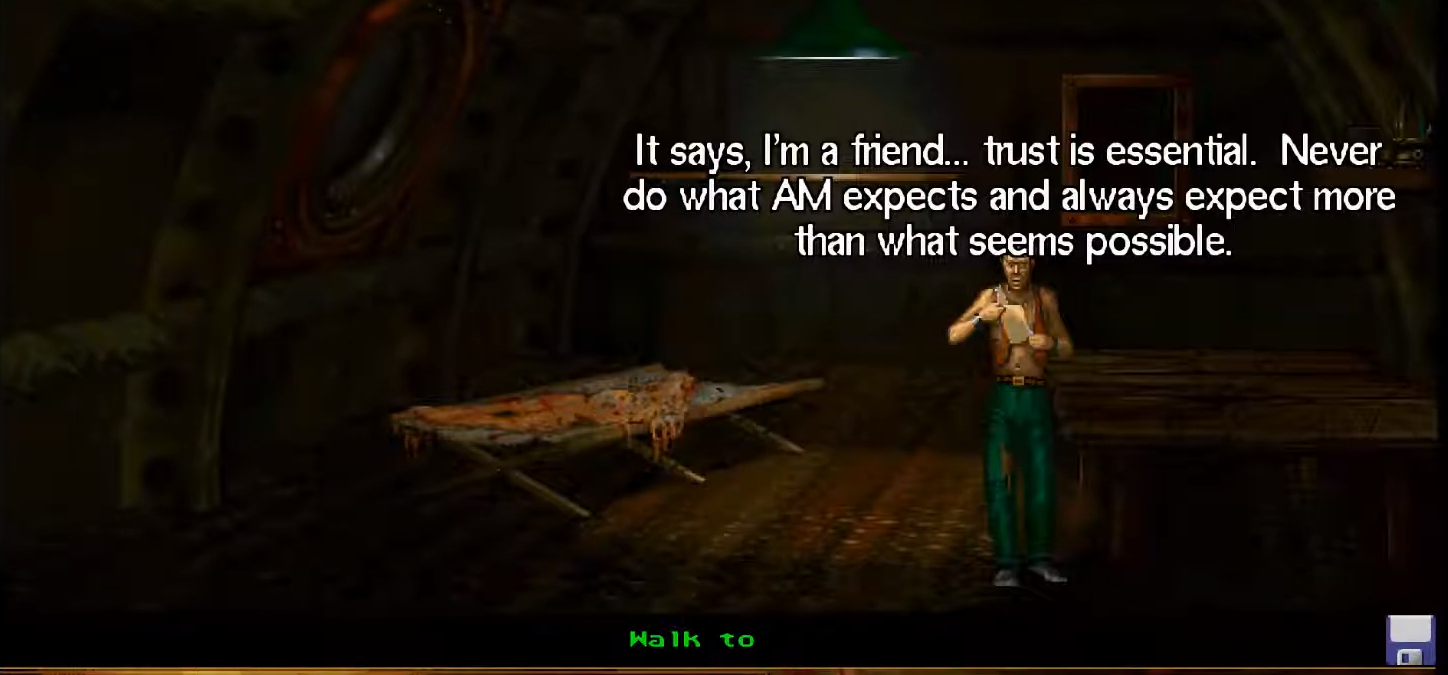 It says, I'm a friend... trust is essential.  Never
do what AM expects and always expect more
than what seems possible.
Walk to